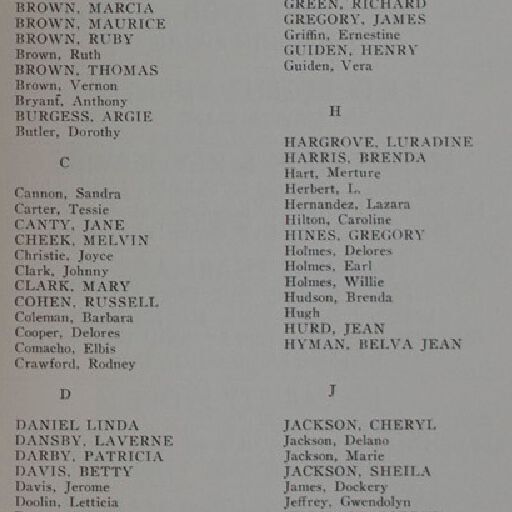 BROWN, MARCIA
BROWN, MAURICE
BROWN, RUBY
Brown, Ruth
BROWN, THOMAS
Brown, Vernon
Bryant, Anthony
BURGESS, ARGIE
Butler, Dorothy
C
Cannon, Sandra
Carter, Tessie
CANTY, JANE
CHEEK, MELVIN
Christie, Joyce
Clark, Johnny
CLARK, MARY
COHEN, RUSSELL
Coleman, Barbara
Cooper, Delores
Comacho, Elbis
Crawford, Rodney
D
DANIEL LINDA
DANSBY, LAVERNE
DARBY, PATRICIA
DAVIS, BETTY
Davis, Jerome
Doolin, Letticia
GREEN, RICHARD
GREGORY, JAMES
Griffin, Ernestine
GUIDEN, HENRY
Guiden, Vera
H
HARGROVE, LURADINE
HARRIS, BRENDA
Hart, Merture
Herbert, L.
Hernandez, Lazara
Hilton, Caroline
HINES, GREGORY
Holmes, Delores
Holmes, Earl
Holmes, Willie
Hudson, Brenda
Hugh
HURD, JEAN
HYMAN, BELVA JEAN
J
JACKSON, CHERYL
Jackson, Delano
Jackson, Marie
JACKSON, SHEILA
James, Dockery
Jeffrey, Gwendolyn